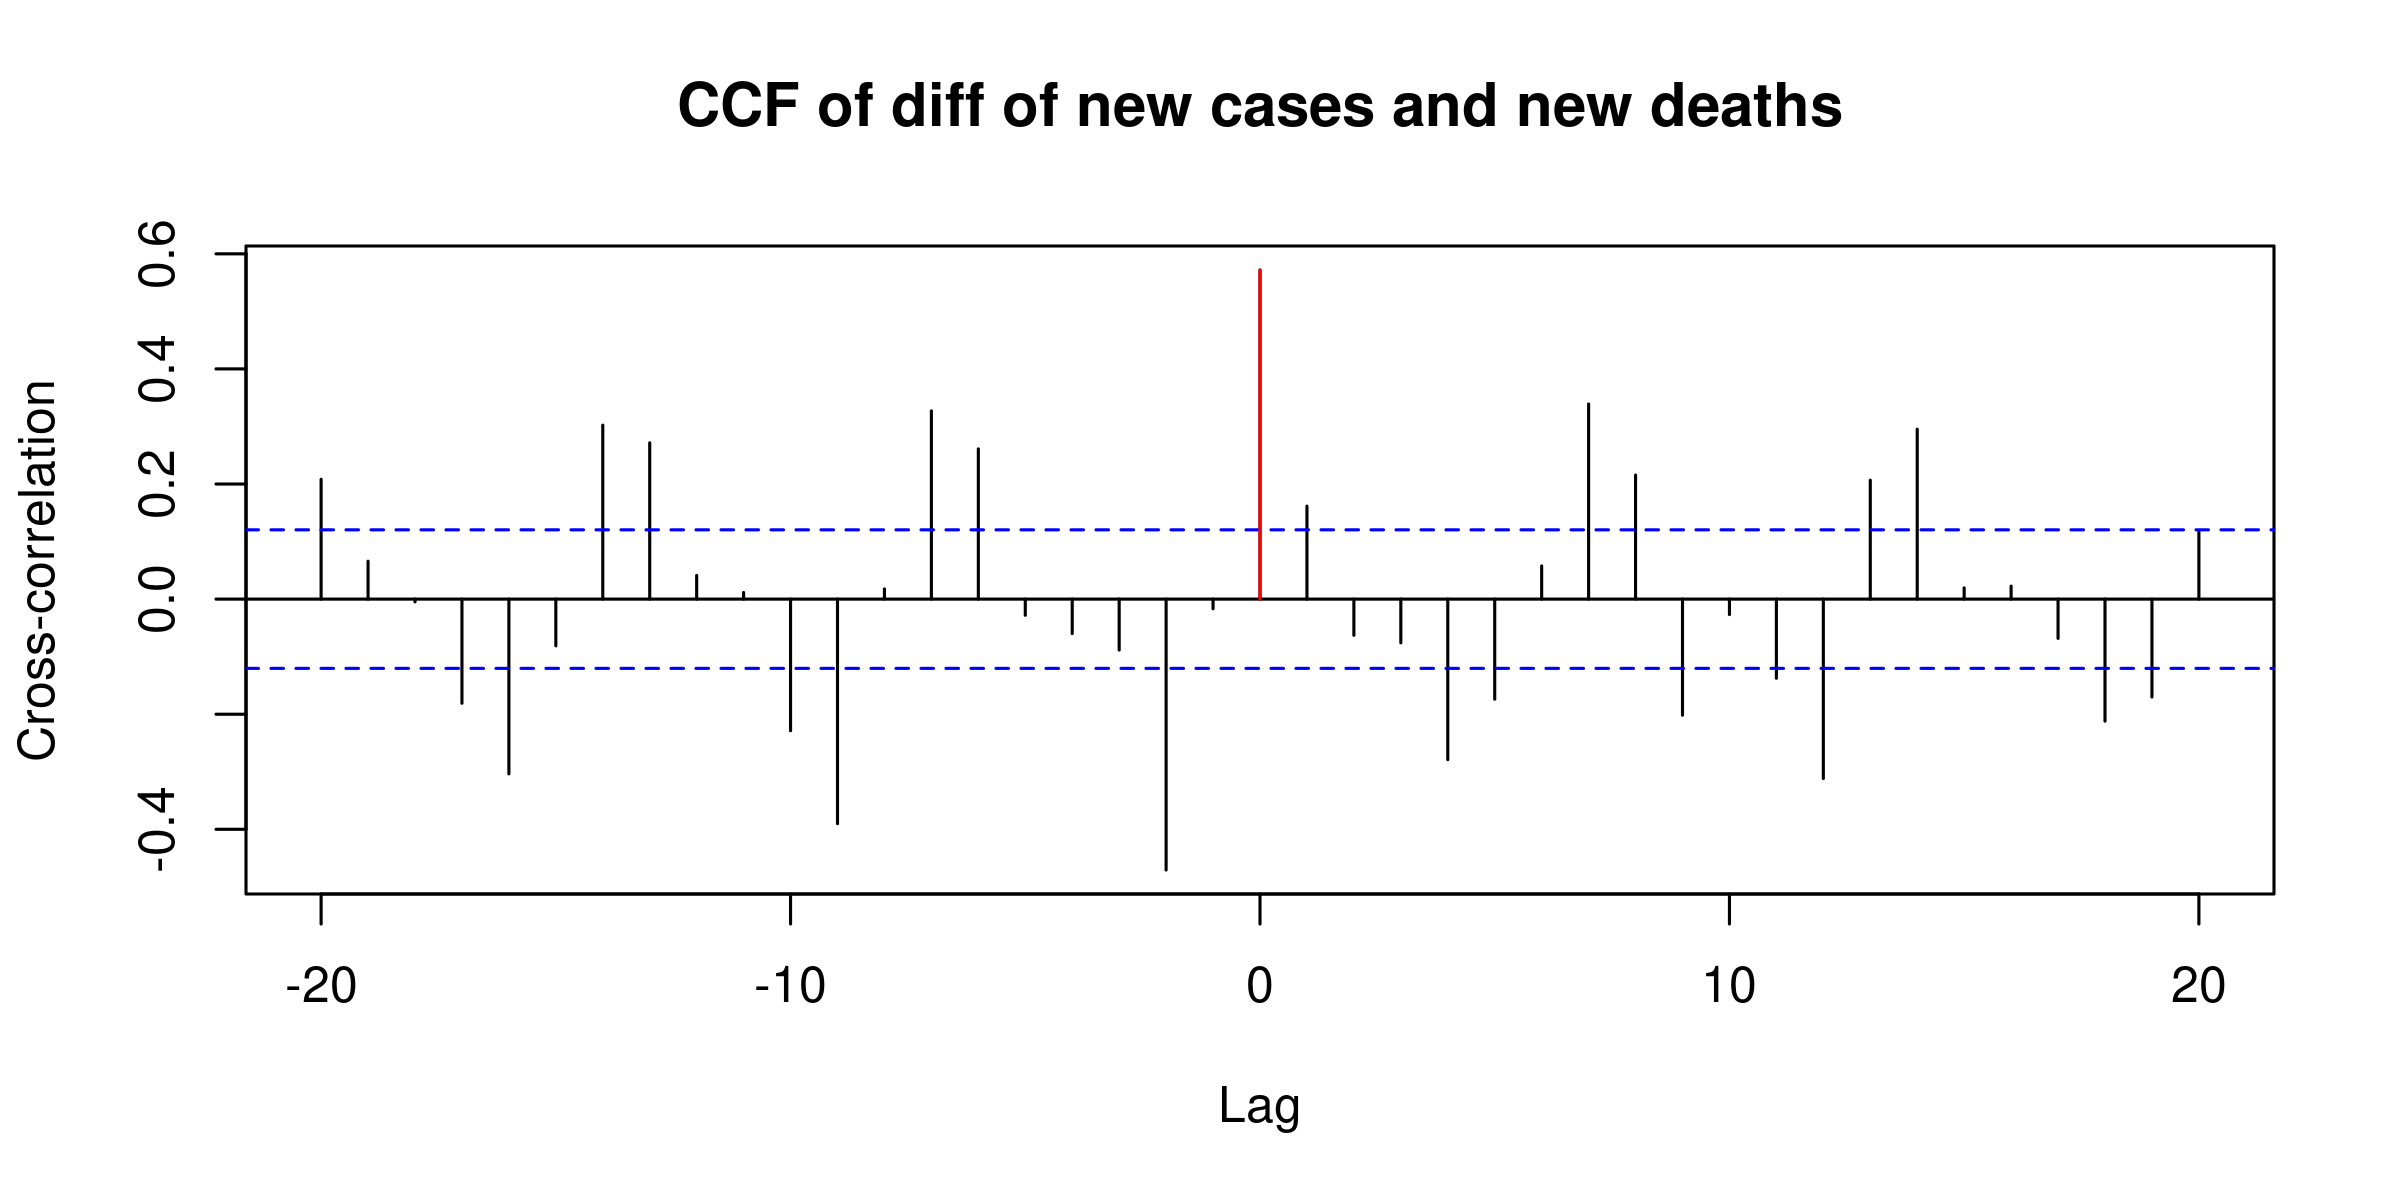 CCF of diff of new cases and new deaths
Cross-correlation
0.6
0.4
0.2
0.0
-0.4
-20 -10 0 10 20
Lag